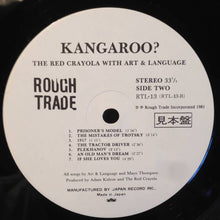 KANGAROO?
THE RED CRAYOLA WITH ART & LANGUAGE
ROUGH
TRADE
STEREO 33⅓
SIDE TWO
RTL-13 (RTL-13-B)
℗ © Rough Trade Incorporated 1981
見本盤
1. PRISONER'S MODEL
2. THE MISTAKES OF TROTSKY
3. 1917
4. THE TRACTOR DRIVER
5. PLEKHANOV
6. AN OLD MAN'S DREAM
7. IF SHE LOVES YOU
All songs by Art & Language and Mayo Thompson
Produced by Adam Kidron and The Red Crayola
MANUFACTURED BY JAPAN RECORD INC.
Made in Japan